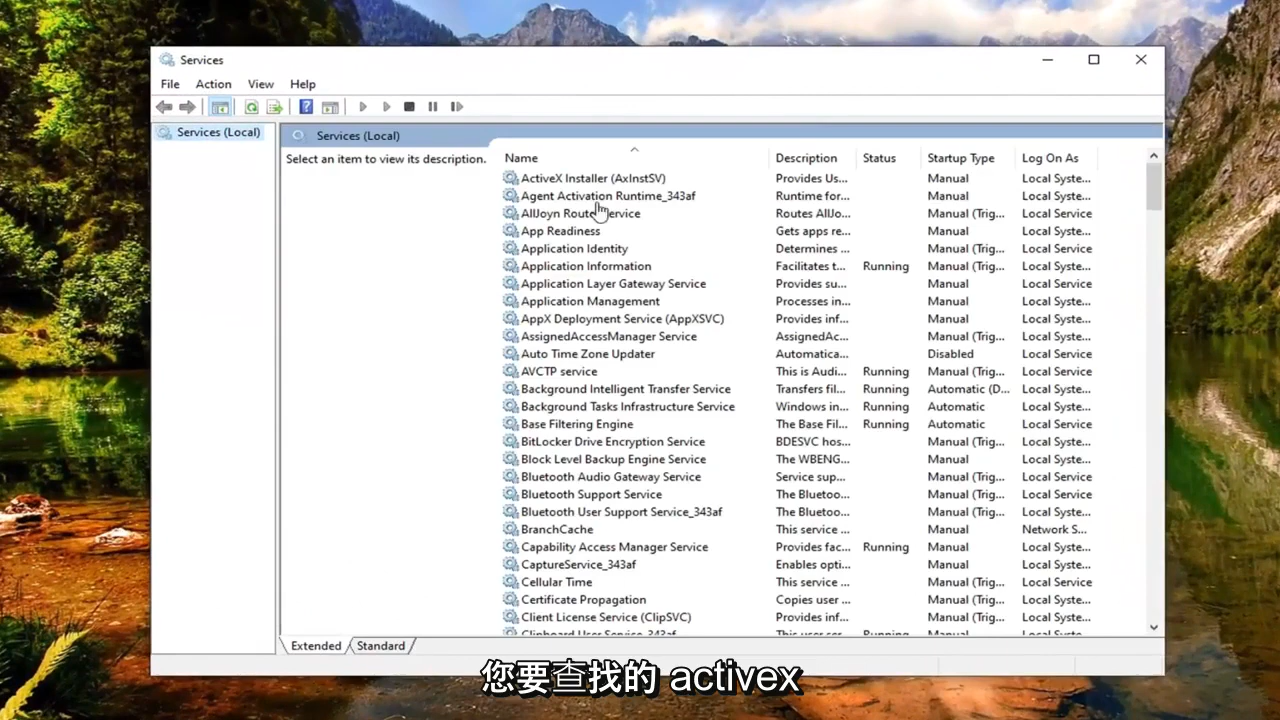 Services
File Action View Help
Services (Local)
Services (Local)
Select an item to view its description.
Name Description Status Startup Type Log On As
ActiveX Installer (AxInstSV) Provides Us... Manual Local Syste...
Agent Activation Runtime_343af Runtime for... Manual Local Syste...
AllJoyn Router Service Routes AllJo... Manual (Trig... Local Service
App Readiness Gets apps re... Manual Local Syste...
Application Identity Determines ... Manual (Trig... Local Service
Application Information Facilitates t... Running Manual (Trig... Local Syste...
Application Layer Gateway Service Provides su... Manual Local Service
Application Management Processes in... Manual Local Syste...
AppX Deployment Service (AppXSVC) Provides inf... Manual Local Syste...
AssignedAccessManager Service AssignedAc... Manual (Trig... Local Syste...
Auto Time Zone Updater Automatica... Disabled Local Service
AVCTP service This is Audi... Running Manual (Trig... Local Service
Background Intelligent Transfer Service Transfers fil... Running Automatic (D... Local Syste...
Background Tasks Infrastructure Service Windows in... Running Automatic Local Syste...
Base Filtering Engine The Base Fil... Running Automatic Local Service
BitLocker Drive Encryption Service BDESVC hos... Manual (Trig... Local Syste...
Block Level Backup Engine Service The WBENG... Manual Local Syste...
Bluetooth Audio Gateway Service Service sup... Manual (Trig... Local Service
Bluetooth Support Service The Bluetoo... Manual (Trig... Local Service
Bluetooth User Support Service_343af The Bluetoo... Manual (Trig... Local Syste...
BranchCache This service ... Manual Network S...
Capability Access Manager Service Provides fac... Running Manual Local Syste...
CaptureService_343af Enables opti... Manual Local Syste...
Cellular Time This service ... Manual (Trig... Local Service
Certificate Propagation Copies user ... Manual (Trig... Local Syste...
Client License Service (ClipSVC) Provides inf... Manual (Trig... Local Syste...
Clipboard User Service_343af This user ser... Running Manual Local Syste...
Extended Standard
您要查找的 activex